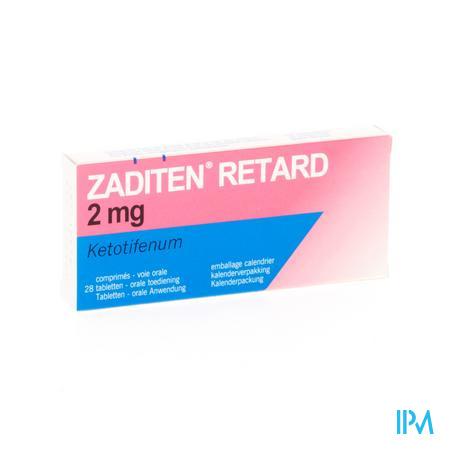 ZADITEN® RETARD
2 mg
Ketotifenum
comprimés - voie orale
28 tabletten - orale toediening
Tabletten - orale Anwendung
emballage calendrier
kalenderverpakking
Kalenderpackung
IPM